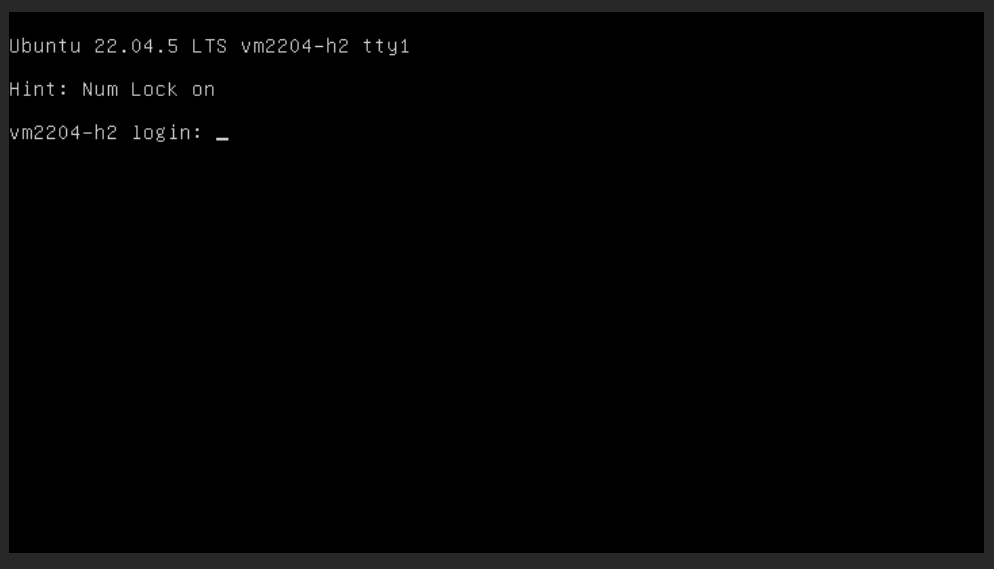 Ubuntu 22.04.5 LTS vm2204-h2 tty1
Hint: Num Lock on
vm2204-h2 login: _